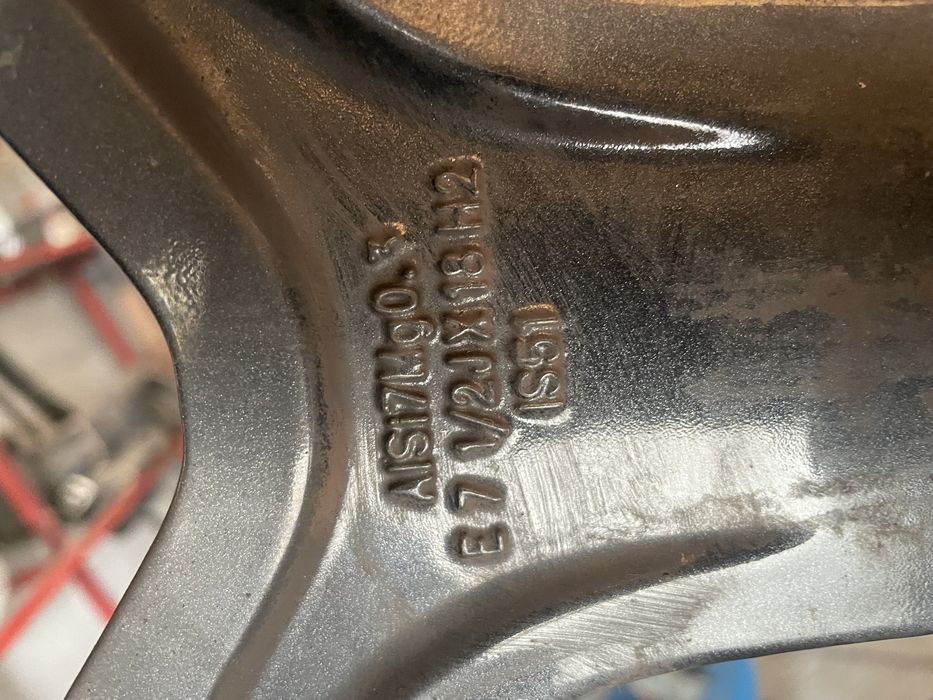 AlSi7Mg0.3
E 7 1/2JX18 H2
IS51